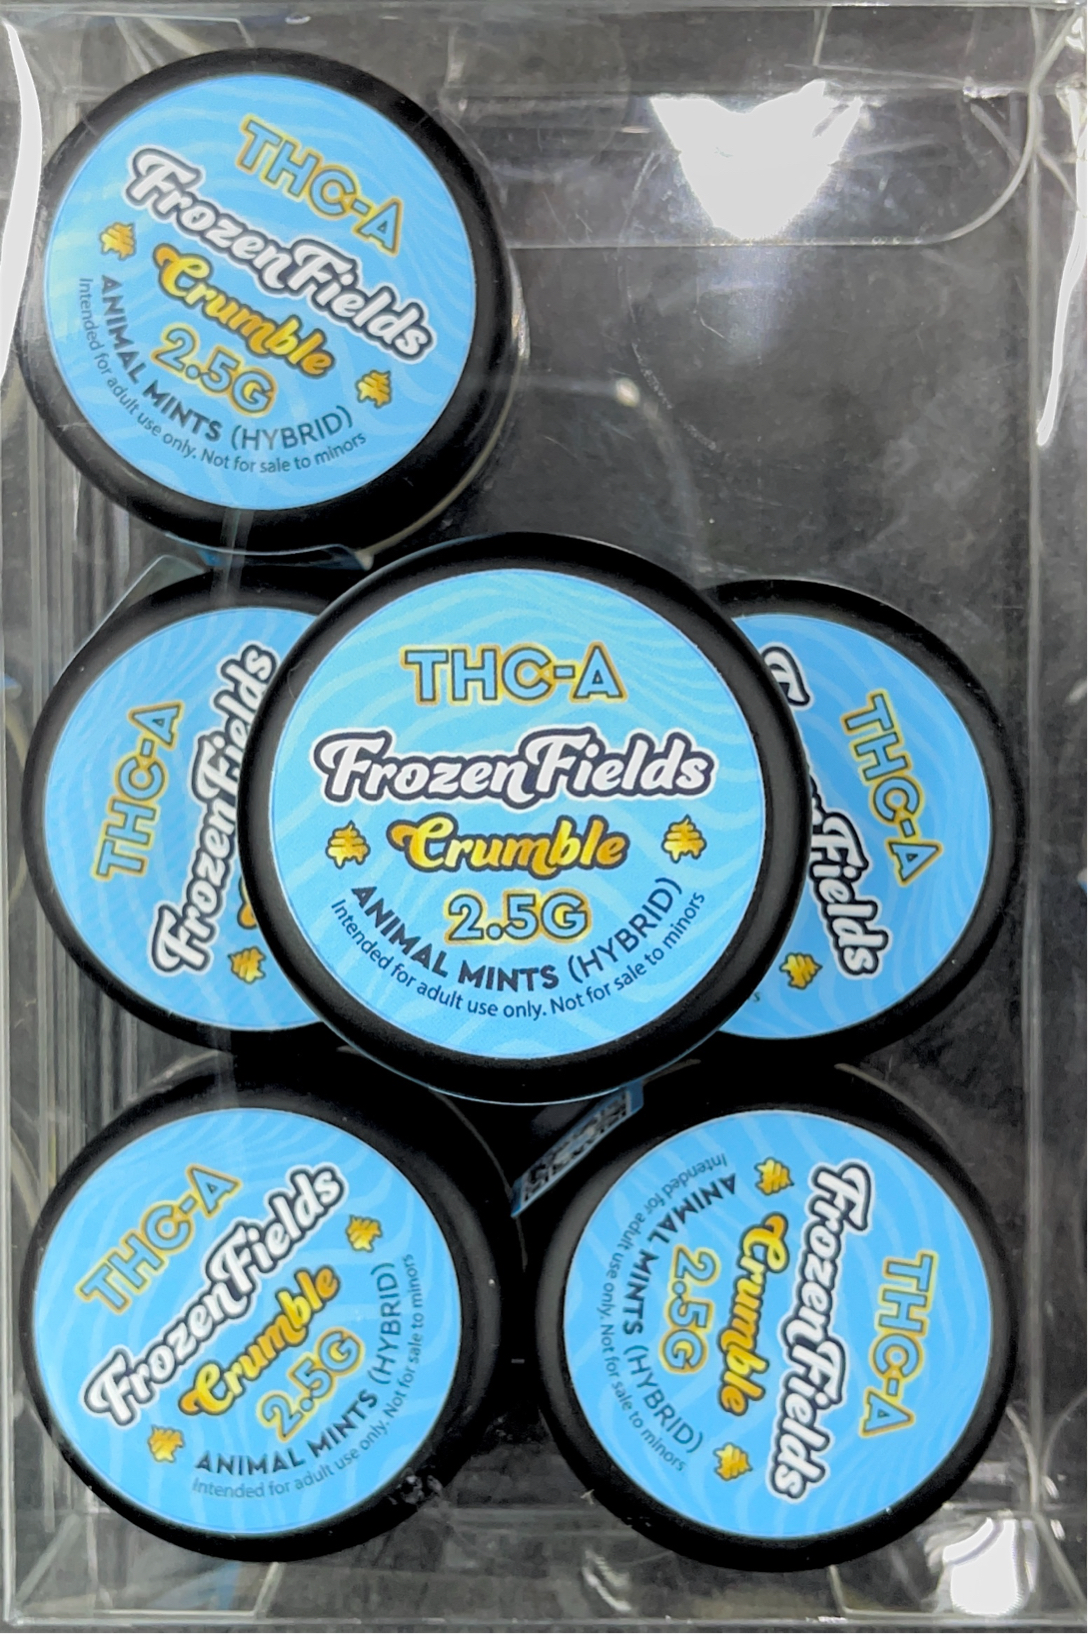 THC-A
FrozenFields
Crumble
2.5G
ANIMAL MINTS (HYBRID)
Intended for adult use only. Not for sale to minors
THC-A
FrozenFields
THC-A
FrozenFields
Crumble
2.5G
ANIMAL MINTS (HYBRID)
Intended for adult use only. Not for sale to minors
THC-A
Fields
THC-A
FrozenFields
Crumble
2.5G
ANIMAL MINTS (HYBRID)
Intended for adult use only. Not for sale to minors
THC-A
FrozenFields
Crumble
2.5G
ANIMAL MINTS (HYBRID)
Intended for adult use only. Not for sale to minors